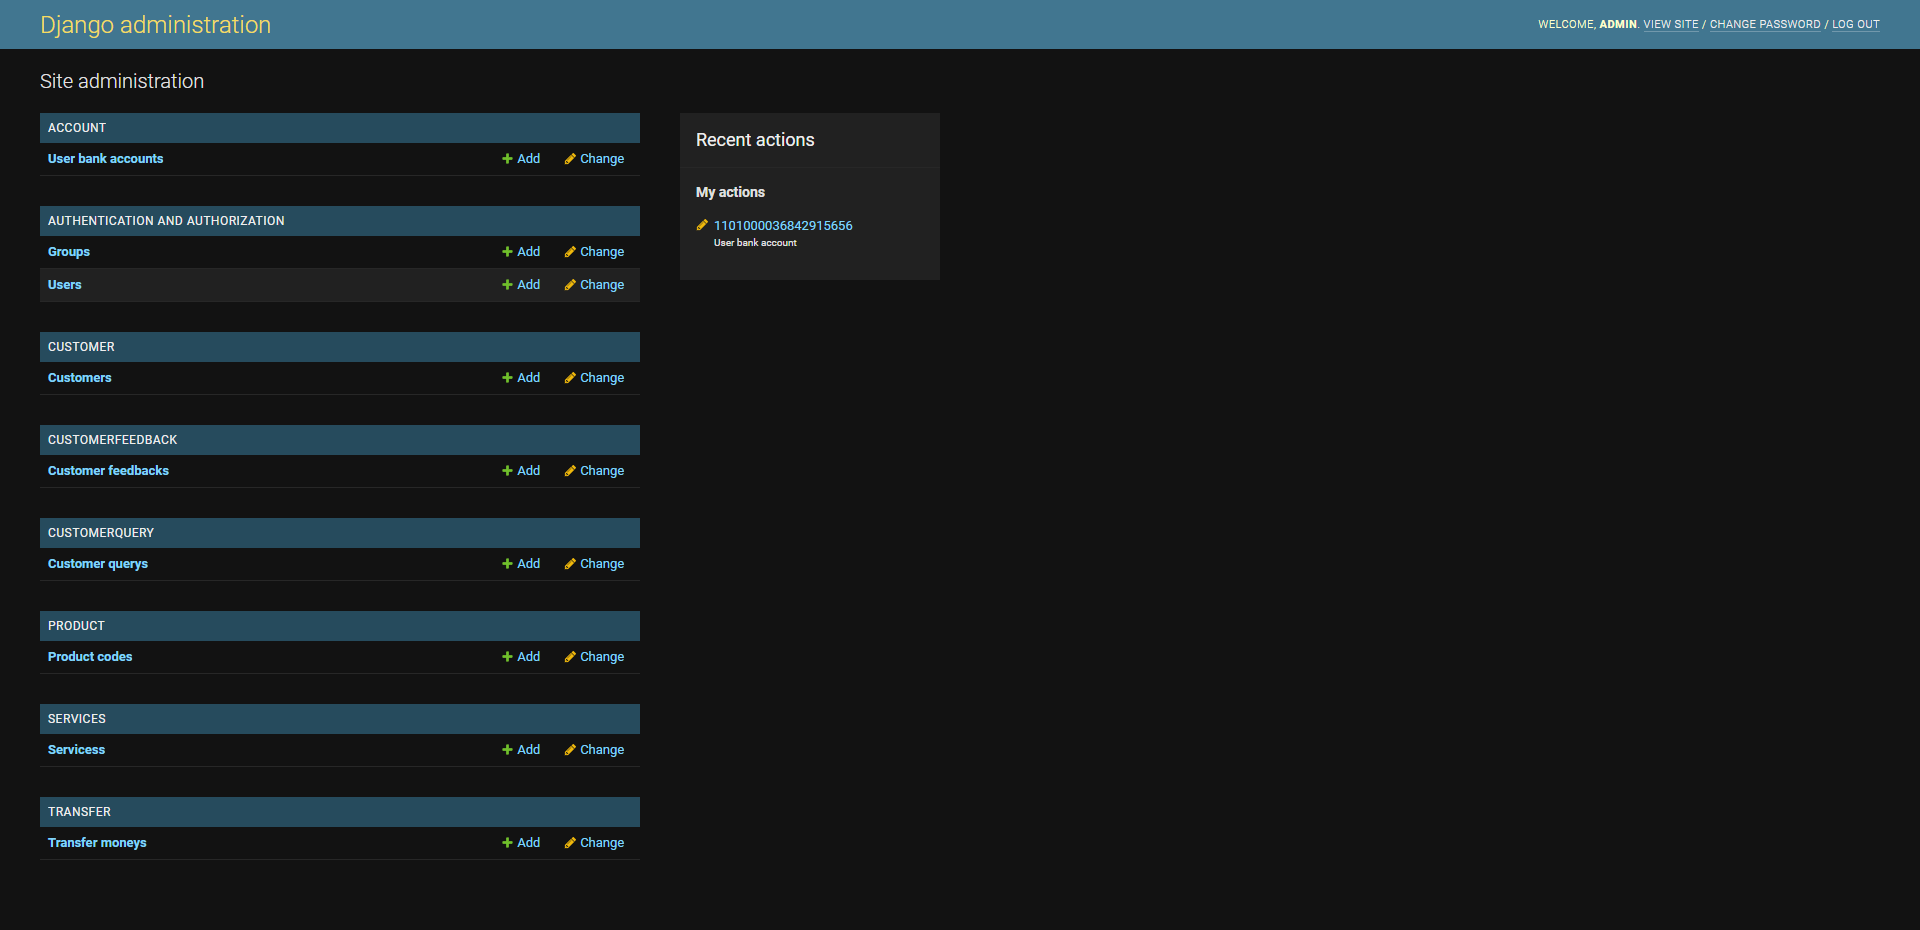 Django administration
WELCOME, ADMIN. VIEW SITE / CHANGE PASSWORD / LOG OUT
Site administration
ACCOUNT
User bank accounts Add Change
AUTHENTICATION AND AUTHORIZATION
Groups Add Change
Users Add Change
CUSTOMER
Customers Add Change
CUSTOMERFEEDBACK
Customer feedbacks Add Change
CUSTOMERQUERY
Customer querys Add Change
PRODUCT
Product codes Add Change
SERVICES
Servicess Add Change
TRANSFER
Transfer moneys Add Change
Recent actions
My actions
1101000036842915656
User bank account